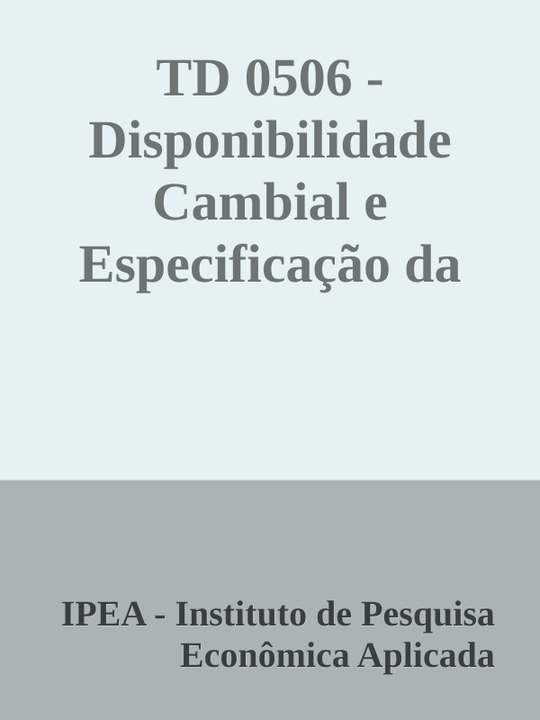 TD 0506 -
Disponibilidade
Cambial e
Especificação da
IPEA - Instituto de Pesquisa
Econômica Aplicada